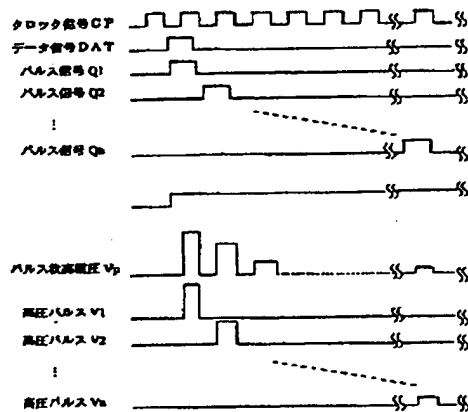 クロック信号CP
データ信号DAT
パルス信号Q1
パルス信号Q2
⋮
パルス信号Qn
パルス状高電圧Vp
高圧パルスV1
高圧パルスV2
⋮
高圧パルスVn